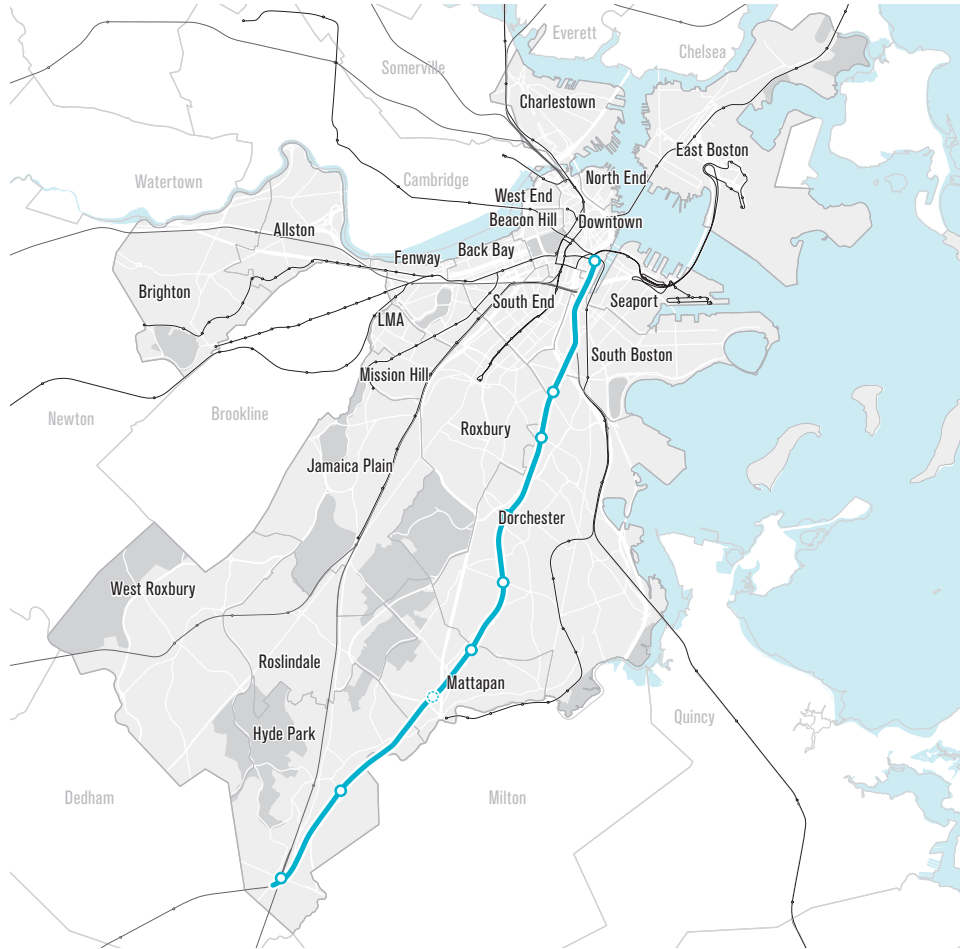 Everett
Chelsea
Somerville
Charlestown
East Boston
Watertown
Cambridge
North End
West End
Beacon Hill
Downtown
Allston
Back Bay
Fenway
Brighton
South End
Seaport
LMA
South Boston
Mission Hill
Newton
Brookline
Roxbury
Jamaica Plain
Dorchester
West Roxbury
Roslindale
Mattapan
Quincy
Hyde Park
Dedham
Milton